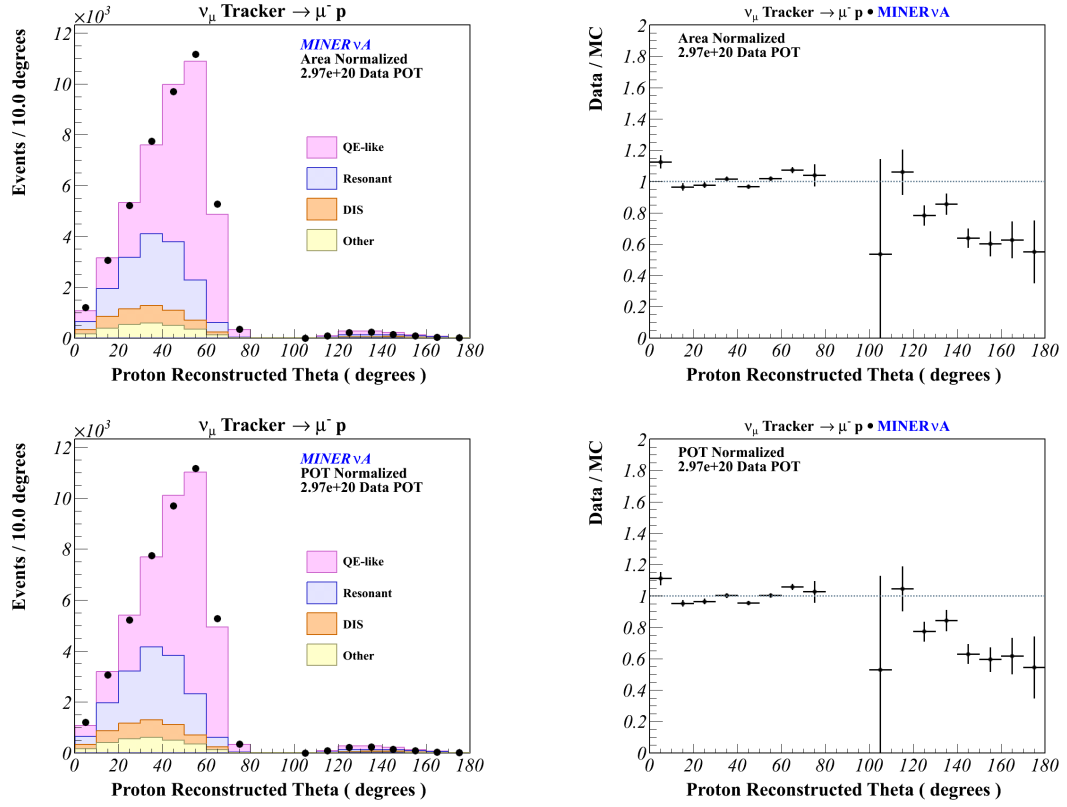 ν_μ Tracker → μ⁻ p
×10³
Events / 10.0 degrees
12
10
8
6
4
2
0
MINERνA
Area Normalized
2.97e+20 Data POT
QE-like
Resonant
DIS
Other
0 20 40 60 80 100 120 140 160 180
Proton Reconstructed Theta ( degrees )
ν_μ Tracker → μ⁻ p • MINERνA
Data / MC
2
1.8
1.6
1.4
1.2
1
0.8
0.6
0.4
0.2
0
Area Normalized
2.97e+20 Data POT
0 20 40 60 80 100 120 140 160 180
Proton Reconstructed Theta ( degrees )
ν_μ Tracker → μ⁻ p
×10³
Events / 10.0 degrees
12
10
8
6
4
2
0
MINERνA
POT Normalized
2.97e+20 Data POT
QE-like
Resonant
DIS
Other
0 20 40 60 80 100 120 140 160 180
Proton Reconstructed Theta ( degrees )
ν_μ Tracker → μ⁻ p • MINERνA
Data / MC
2
1.8
1.6
1.4
1.2
1
0.8
0.6
0.4
0.2
0
POT Normalized
2.97e+20 Data POT
0 20 40 60 80 100 120 140 160 180
Proton Reconstructed Theta ( degrees )